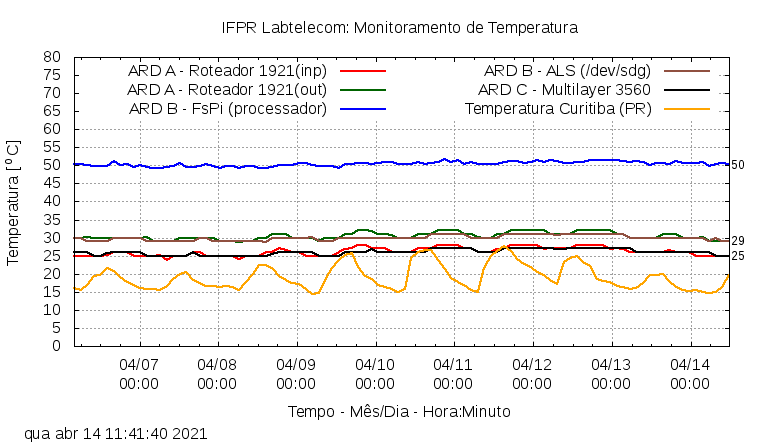 IFPR Labtelecom: Monitoramento de Temperatura
Temperatura [ °C]
80
75
70
65
60
55
50
45
40
35
30
25
20
15
10
5
0
ARD A - Roteador 1921(inp)
ARD A - Roteador 1921(out)
ARD B - FsPi (processador)
ARD B - ALS (/dev/sdg)
ARD C - Multilayer 3560
Temperatura Curitiba (PR)
50
29
25
04/07 04/08 04/09 04/10 04/11 04/12 04/13 04/14
00:00 00:00 00:00 00:00 00:00 00:00 00:00 00:00
Tempo - Mês/Dia - Hora:Minuto
qua abr 14 11:41:40 2021